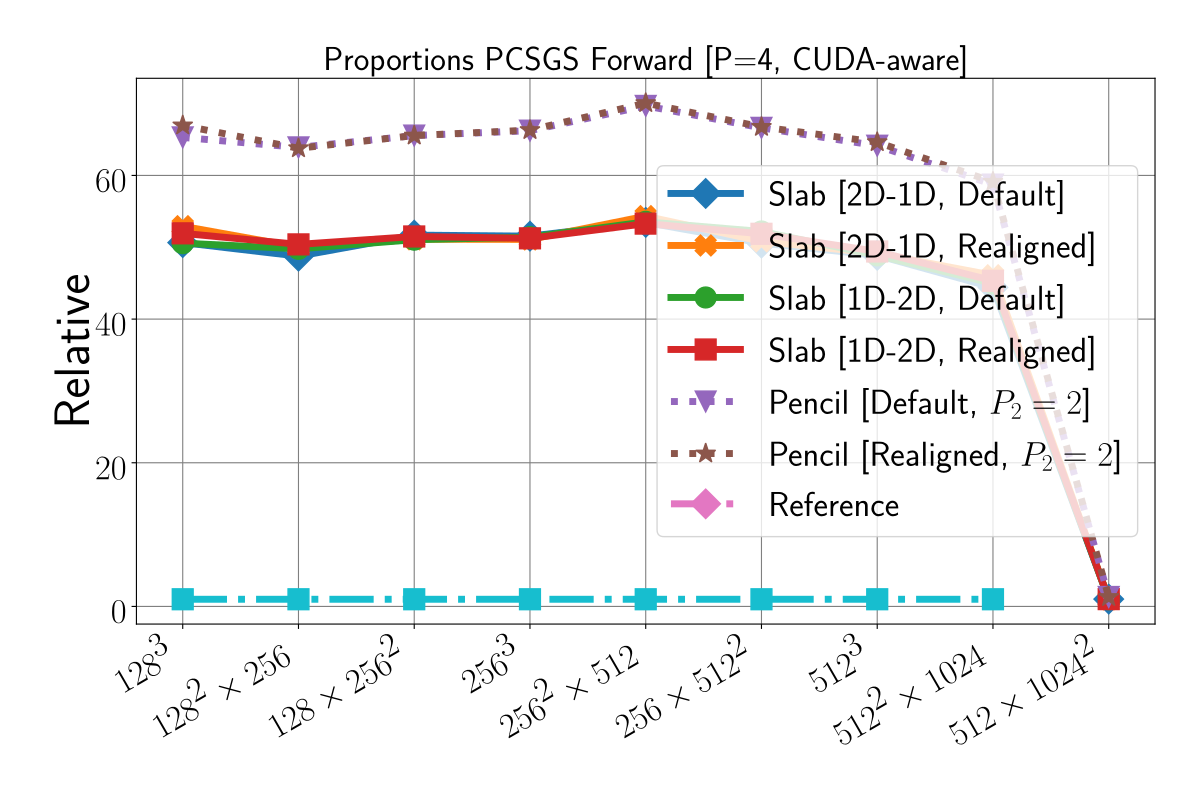 Proportions PCSGS Forward [P=4, CUDA-aware]
Relative
60
40
20
0
Slab [2D-1D, Default]
Slab [2D-1D, Realigned]
Slab [1D-2D, Default]
Slab [1D-2D, Realigned]
Pencil [Default, P₂ = 2]
Pencil [Realigned, P₂ = 2]
Reference
128³
128² × 256
128 × 256²
256³
256² × 512
256 × 512²
512³
512² × 1024
512 × 1024²